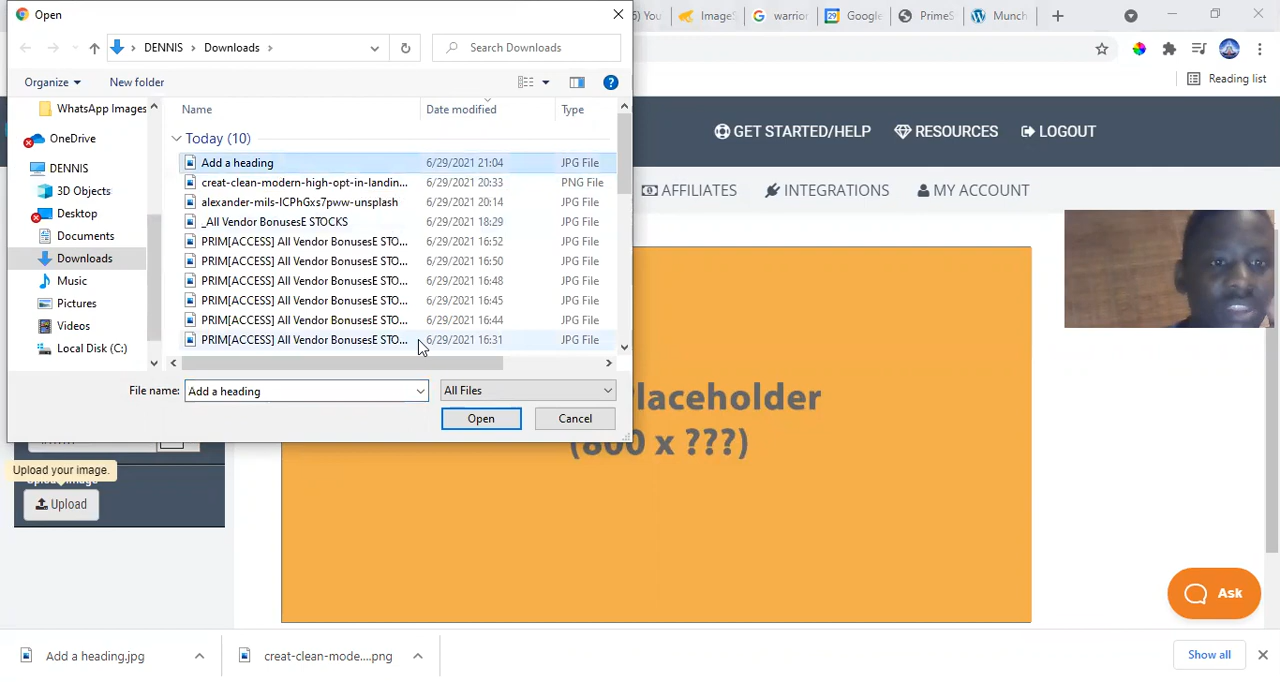 Open
6) You
ImageS
warrior
Google
PrimeS
Munch
DENNIS
Downloads
Search Downloads
Organize
New folder
Reading list
WhatsApp Images
OneDrive
DENNIS
3D Objects
Desktop
Documents
Downloads
Music
Pictures
Videos
Local Disk (C:)
Name Date modified Type
Today (10)
Add a heading 6/29/2021 21:04 JPG File
creat-clean-modern-high-opt-in-landin... 6/29/2021 20:33 PNG File
alexander-mils-lCPhGxs7pww-unsplash 6/29/2021 20:14 JPG File
_All Vendor BonusesE STOCKS 6/29/2021 18:29 JPG File
PRIM[ACCESS] All Vendor BonusesE STO... 6/29/2021 16:52 JPG File
PRIM[ACCESS] All Vendor BonusesE STO... 6/29/2021 16:50 JPG File
PRIM[ACCESS] All Vendor BonusesE STO... 6/29/2021 16:48 JPG File
PRIM[ACCESS] All Vendor BonusesE STO... 6/29/2021 16:45 JPG File
PRIM[ACCESS] All Vendor BonusesE STO... 6/29/2021 16:44 JPG File
PRIM[ACCESS] All Vendor BonusesE STO... 6/29/2021 16:31 JPG File
File name: Add a heading
All Files
Open
Cancel
GET STARTED/HELP RESOURCES LOGOUT
AFFILIATES INTEGRATIONS MY ACCOUNT
laceholder
(800 x ???)
Upload your image.
Upload
Ask
Add a heading.jpg
creat-clean-mode....png
Show all